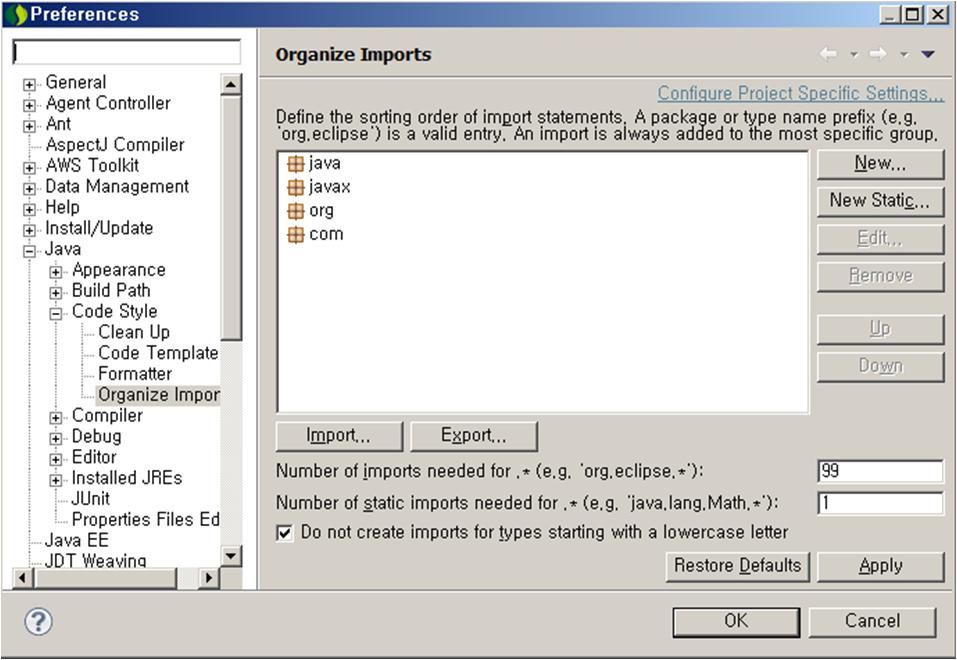 Preferences
General
Agent Controller
Ant
AspectJ Compiler
AWS Toolkit
Data Management
Help
Install/Update
Java
Appearance
Build Path
Code Style
Clean Up
Code Template
Formatter
Organize Impor
Compiler
Debug
Editor
Installed JREs
JUnit
Properties Files Ed
Java EE
JDT Weaving
Organize Imports
Configure Project Specific Settings...
Define the sorting order of import statements. A package or type name prefix (e.g.
'org.eclipse') is a valid entry. An import is always added to the most specific group.
java
javax
org
com
New...
New Static...
Edit...
Remove
Up
Down
Import...
Export...
Number of imports needed for .* (e.g. 'org.eclipse.*'):
99
Number of static imports needed for .* (e.g. 'java.lang.Math.*'):
1
Do not create imports for types starting with a lowercase letter
Restore Defaults
Apply
?
OK
Cancel